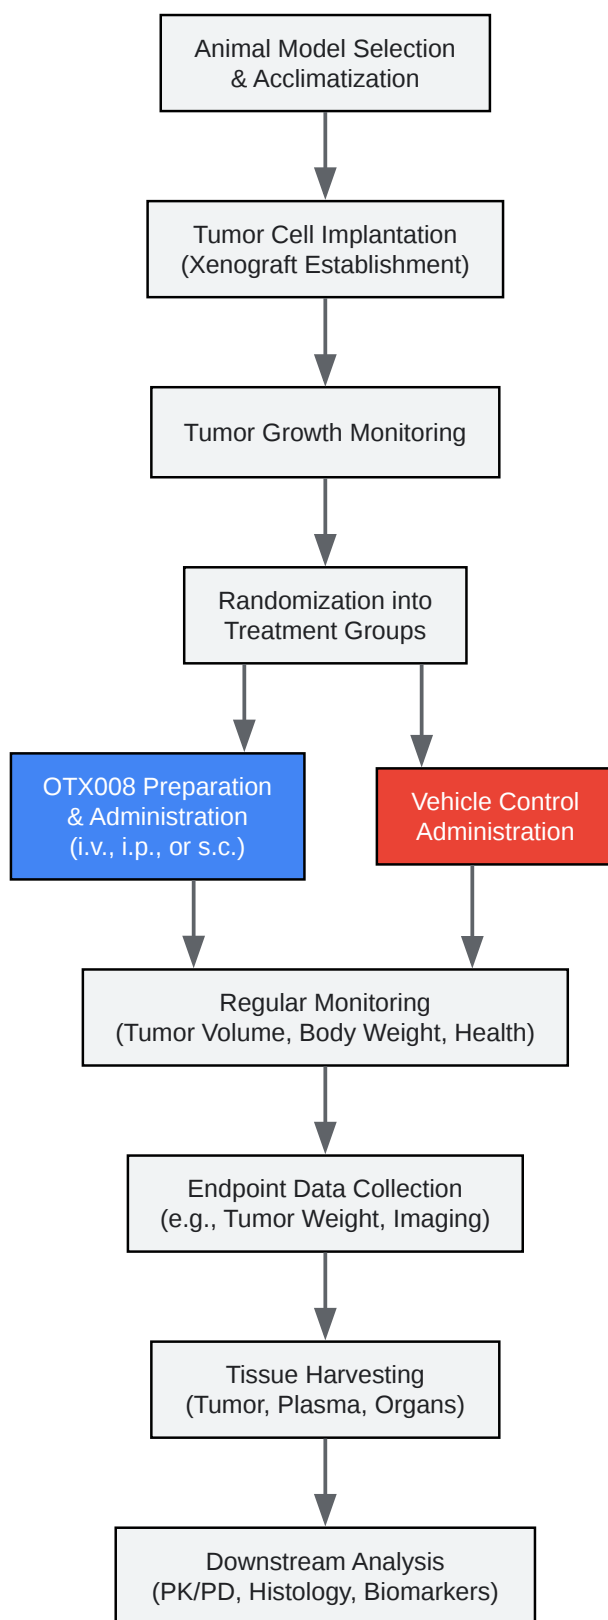 Animal Model Selection
& Acclimatization
Tumor Cell Implantation
(Xenograft Establishment)
Tumor Growth Monitoring
Randomization into
Treatment Groups
OTX008 Preparation
& Administration
(i.v., i.p., or s.c.)
Vehicle Control
Administration
Regular Monitoring
(Tumor Volume, Body Weight, Health)
Endpoint Data Collection
(e.g., Tumor Weight, Imaging)
Tissue Harvesting
(Tumor, Plasma, Organs)
Downstream Analysis
(PK/PD, Histology, Biomarkers)